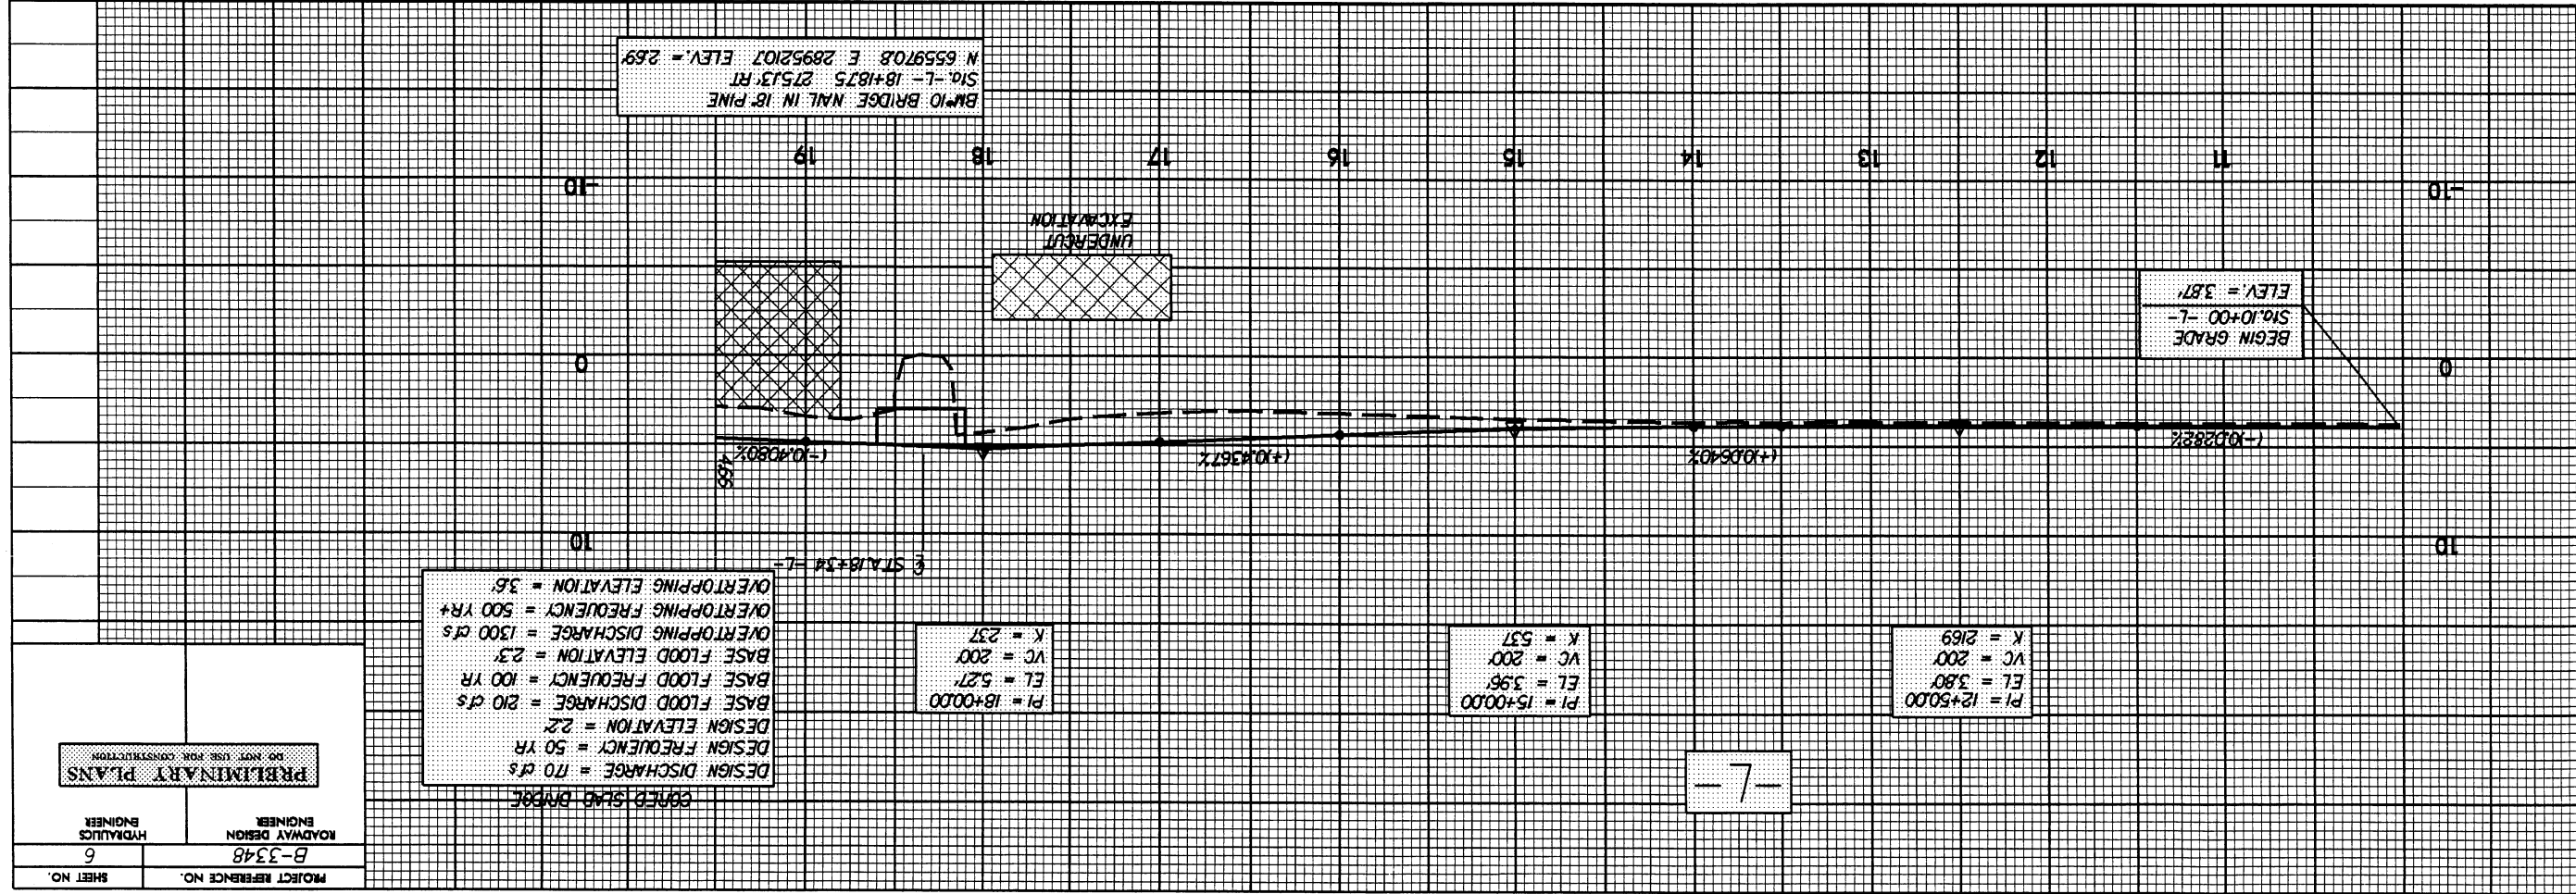 PROJECT REFERENCE NO.
SHEET NO.
B-3348
6
ROADWAY DESIGN
ENGINEER
HYDRAULICS
ENGINEER
PRELIMINARY PLANS
DO NOT USE FOR CONSTRUCTION
-L-
CORED SLAB BRIDGE
DESIGN DISCHARGE = 170 cfs
DESIGN FREQUENCY = 50 YR
DESIGN ELEVATION = 2.2'
BASE FLOOD DISCHARGE = 210 cfs
BASE FLOOD FREQUENCY = 100 YR
BASE FLOOD ELEVATION = 2.3'
OVERTOPPING DISCHARGE = 1300 cfs
OVERTOPPING FREQUENCY = 500 YR+
OVERTOPPING ELEVATION = 3.6'
PI = 12+50.00
EL = 3.80'
VC = 200'
K = 2169
PI = 15+00.00
EL = 3.96'
VC = 200'
K = 537
PI = 18+00.00
EL = 5.27'
VC = 200'
K = 237
℄ STA.18+34 -L-
10
10
(-)0.0282%
(+)0.0640%
(+)0.4367%
(-)0.4080%
4.66
0
0
BEGIN GRADE
Sta.10+00 -L-
ELEV. = 3.87'
UNDERCUT
EXCAVATION
-10
-10
11
12
13
14
15
16
17
18
19
BM#10 BRIDGE NAIL IN 18" PINE
Sta. -L- 18+18.75 275.13' RT
N 655970.8 E 2895210.7 ELEV. = 2.69'